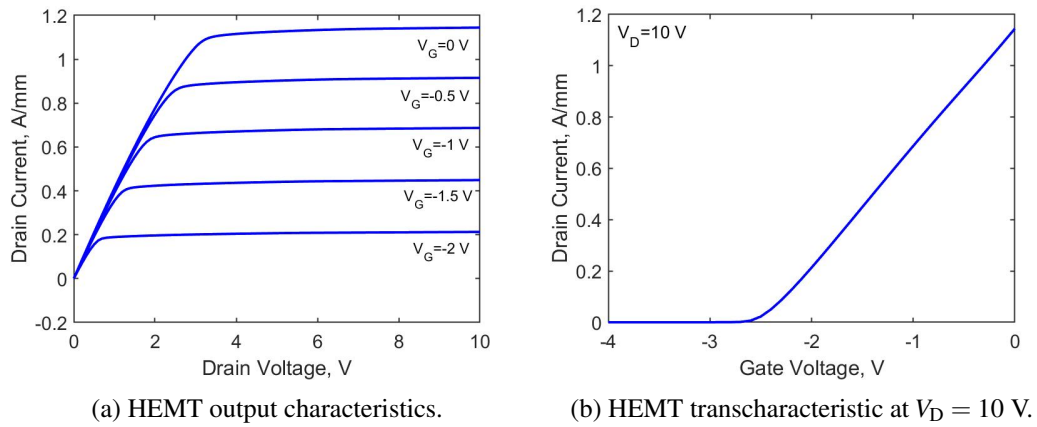 1.2
1
0.8
0.6
0.4
0.2
0
-0.2
Drain Current, A/mm
V_G=0 V
V_G=-0.5 V
V_G=-1 V
V_G=-1.5 V
V_G=-2 V
0 2 4 6 8 10
Drain Voltage, V
(a) HEMT output characteristics.
1.2
1
0.8
0.6
0.4
0.2
0
Drain Current, A/mm
V_D=10 V
-4 -3 -2 -1 0
Gate Voltage, V
(b) HEMT transcharacteristic at V_D = 10 V.